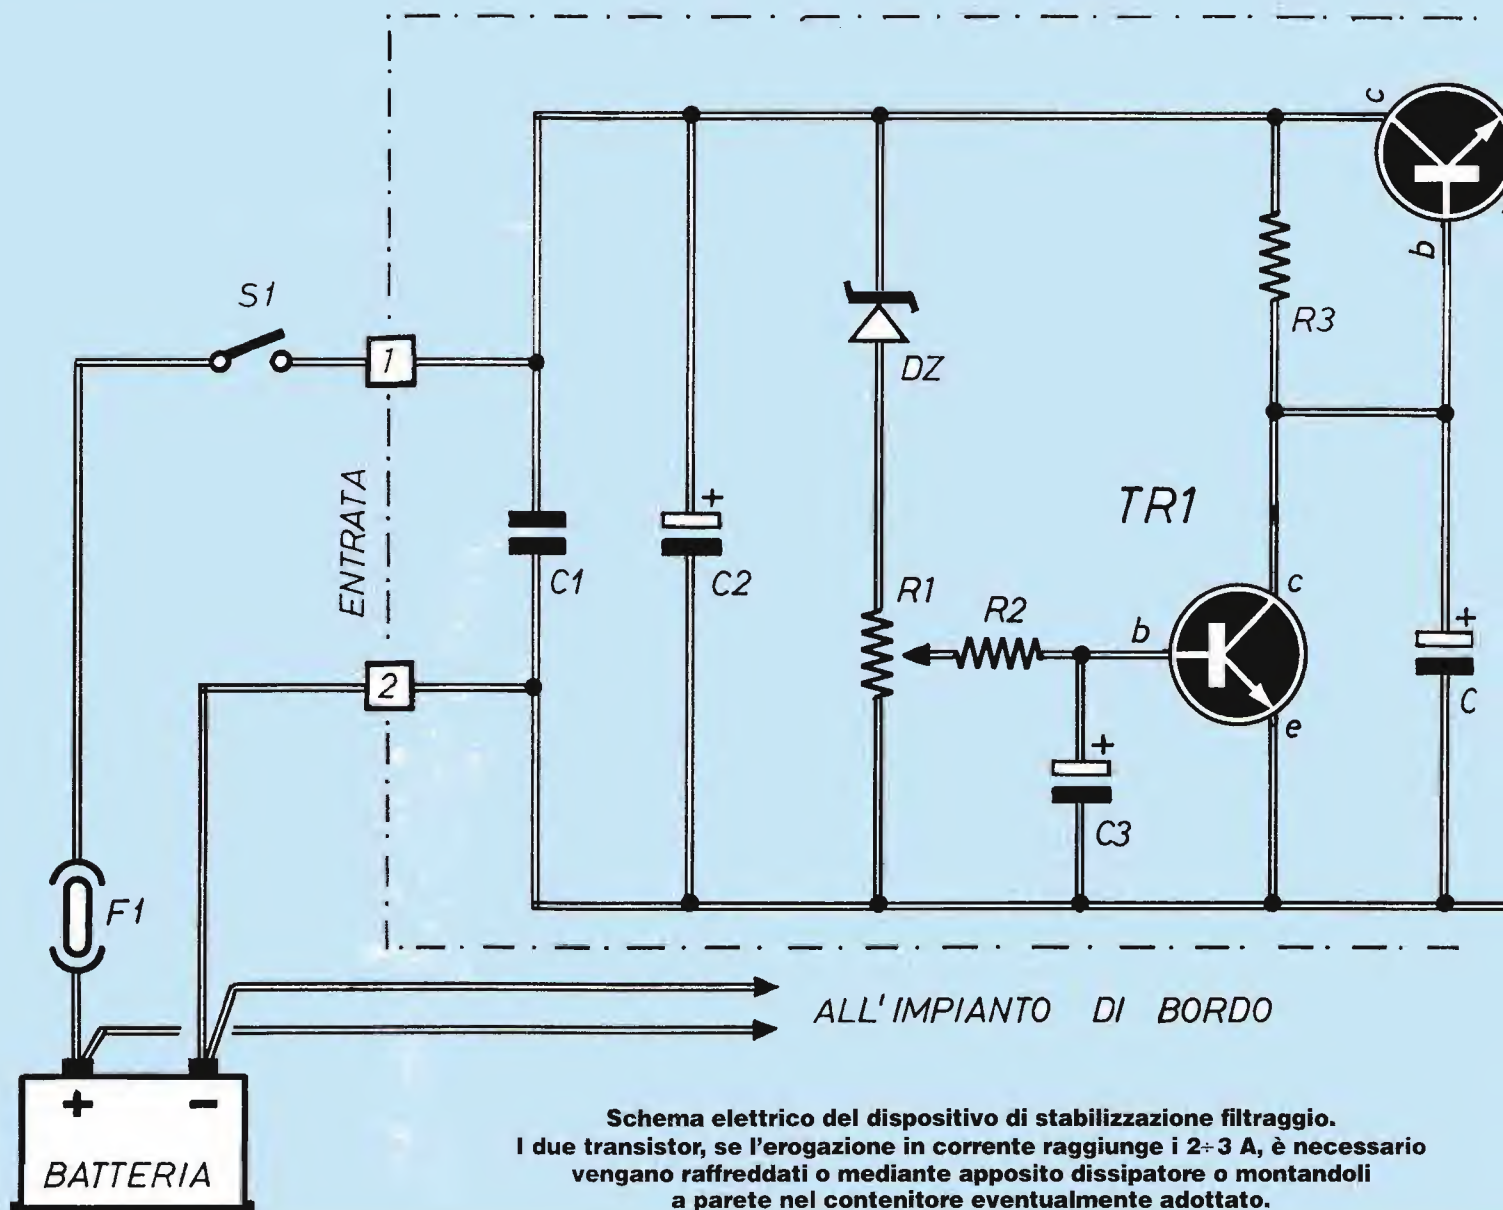 c
b
S1
1
R3
DZ
ENTRATA
TR1
+
+
C1
C2
R1
R2
b
c
+
C
2
e
+
C3
F1
ALL'IMPIANTO DI BORDO
+ -
BATTERIA
Schema elettrico del dispositivo di stabilizzazione filtraggio.
I due transistor, se l'erogazione in corrente raggiunge i 2÷3 A, è necessario
vengano raffreddati o mediante apposito dissipatore o montandoli
a parete nel contenitore eventualmente adottato.